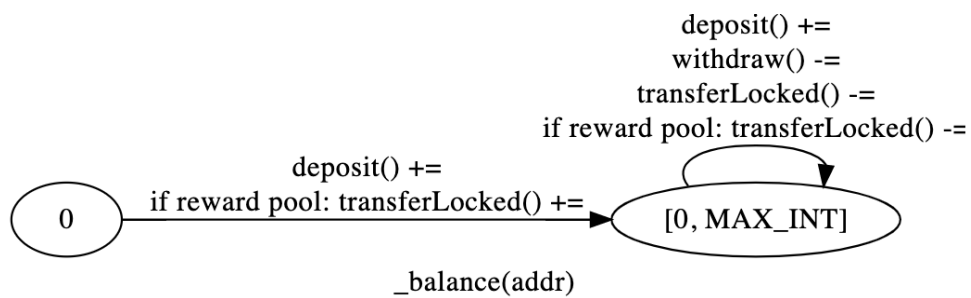 deposit() +=
withdraw() -=
transferLocked() -=
if reward pool: transferLocked() -=
deposit() +=
if reward pool: transferLocked() +=
0
[0, MAX_INT]
_balance(addr)